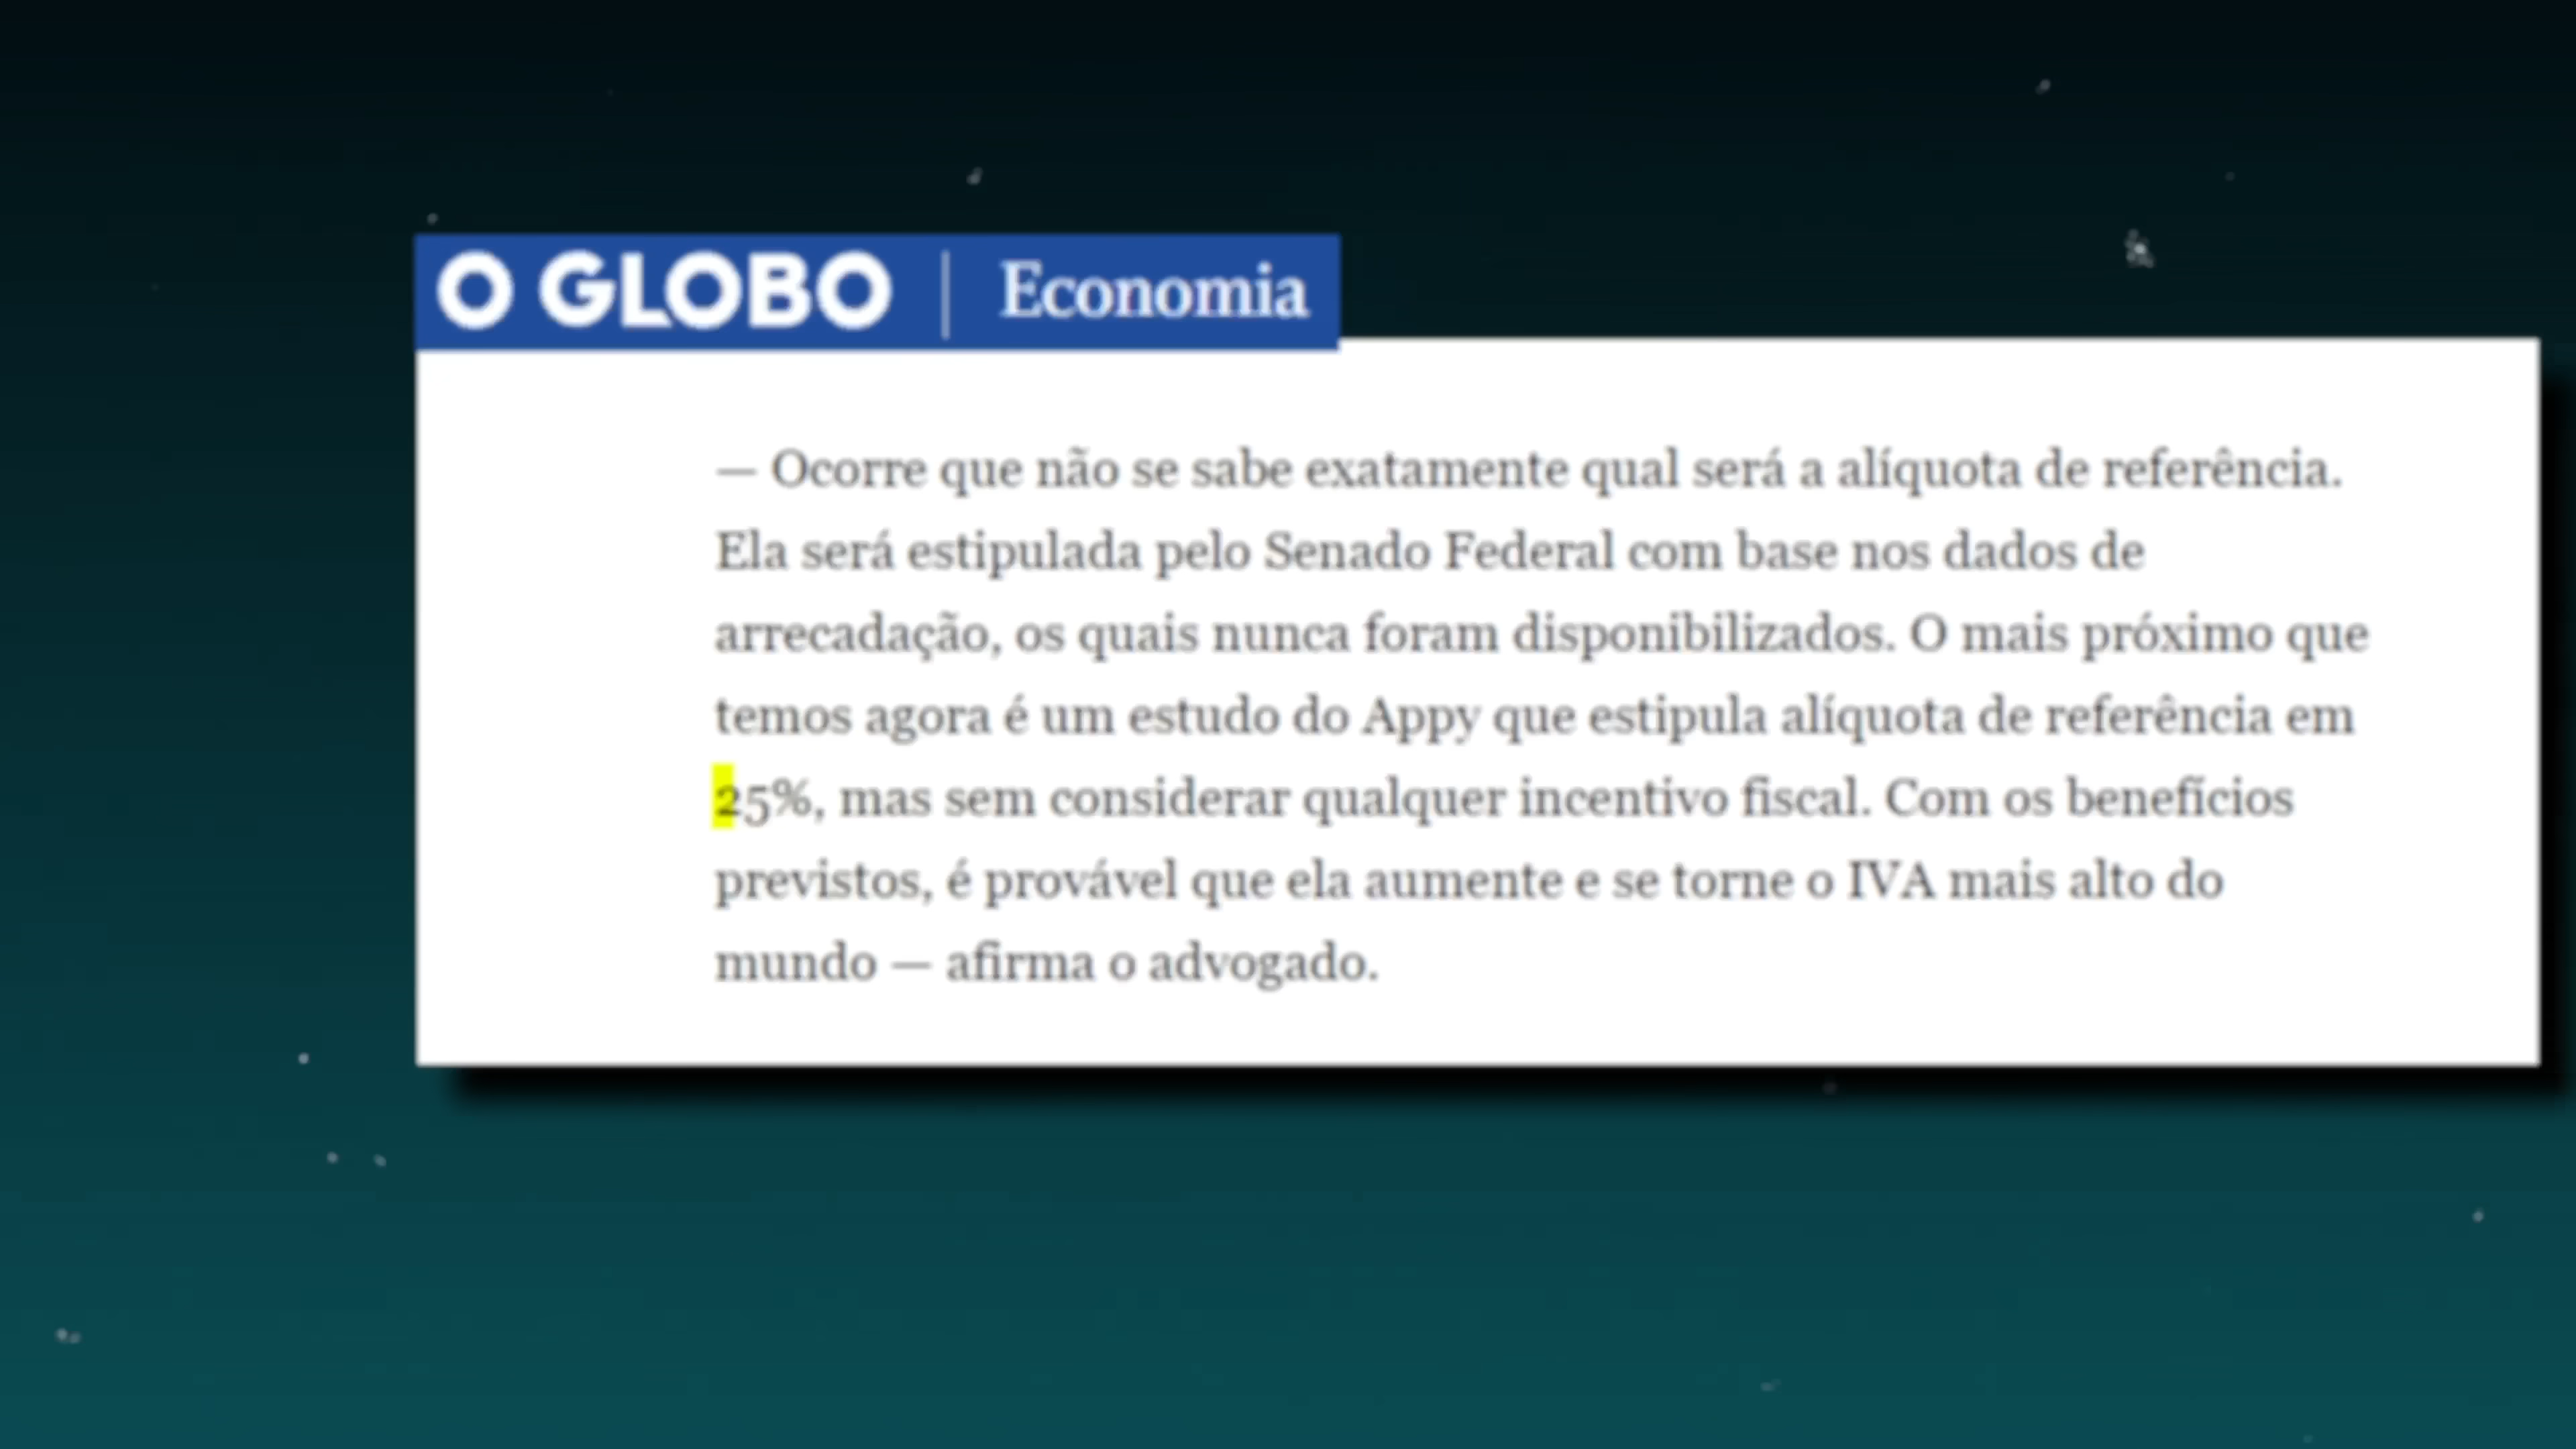 O GLOBO | Economia
— Ocorre que não se sabe exatamente qual será a alíquota de referência.
Ela será estipulada pelo Senado Federal com base nos dados de
arrecadação, os quais nunca foram disponibilizados. O mais próximo que
temos agora é um estudo do Appy que estipula alíquota de referência em
25%, mas sem considerar qualquer incentivo fiscal. Com os benefícios
previstos, é provável que ela aumente e se torne o IVA mais alto do
mundo — afirma o advogado.